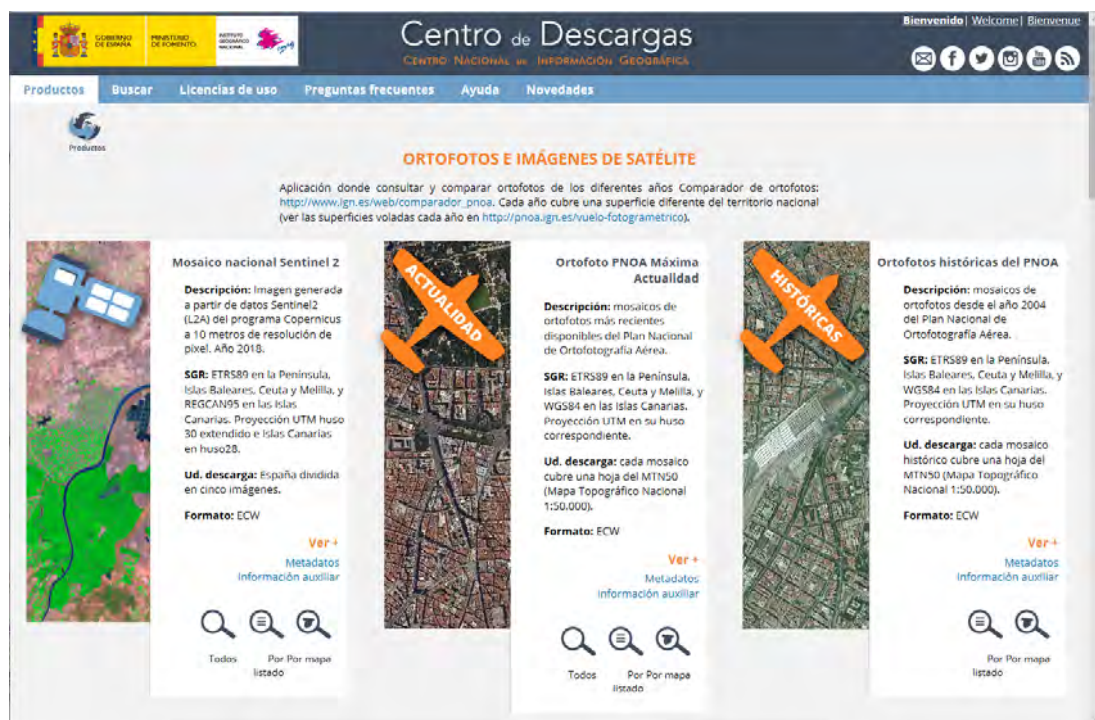 GOBIERNO
DE ESPAÑA
MINISTERIO
DE FOMENTO
INSTITUTO
GEOGRÁFICO
NACIONAL
Centro de Descargas
CENTRO NACIONAL DE INFORMACIÓN GEOGRÁFICA
Bienvenido| Welcome| Bienvenue
Productos Buscar Licencias de uso Preguntas frecuentes Ayuda Novedades
Productos
ORTOFOTOS E IMÁGENES DE SATÉLITE
Aplicación donde consultar y comparar ortofotos de los diferentes años Comparador de ortofotos:
http://www.ign.es/web/comparador_pnoa. Cada año cubre una superficie diferente del territorio nacional
(ver las superficies voladas cada año en http://pnoa.ign.es/vuelo-fotogrametrico).
Mosaico nacional Sentinel 2
Descripción: Imagen generada
a partir de datos Sentinel2
(L2A) del programa Copernicus
a 10 metros de resolución de
pixel. Año 2018.
SGR: ETRS89 en la Península,
Islas Baleares, Ceuta y Melilla, y
REGCAN95 en las Islas
Canarias. Proyección UTM huso
30 extendido e Islas Canarias
en huso28.
Ud. descarga: España dividida
en cinco imágenes.
Formato: ECW
Ver +
Metadatos
Información auxiliar
Todos Por Por mapa
listado
ACTUALIDAD
Ortofoto PNOA Máxima
Actualidad
Descripción: mosaicos de
ortofotos más recientes
disponibles del Plan Nacional
de Ortofotografía Aérea.
SGR: ETRS89 en la Península,
Islas Baleares, Ceuta y Melilla, y
WGS84 en las Islas Canarias.
Proyección UTM en su huso
correspondiente.
Ud. descarga: cada mosaico
cubre una hoja del MTN50
(Mapa Topográfico Nacional
1:50.000).
Formato: ECW
Ver +
Metadatos
Información auxiliar
Todos Por Por mapa
listado
HISTÓRICAS
Ortofotos históricas del PNOA
Descripción: mosaicos de
ortofotos desde el año 2004
del Plan Nacional de
Ortofotografía Aérea.
SGR: ETRS89 en la Península,
Islas Baleares, Ceuta y Melilla, y
WGS84 en las Islas Canarias.
Proyección UTM en su huso
correspondiente.
Ud. descarga: cada mosaico
histórico cubre una hoja del
MTN50 (Mapa Topográfico
Nacional 1:50.000).
Formato: ECW
Ver +
Metadatos
Información auxiliar
Por Por mapa
listado